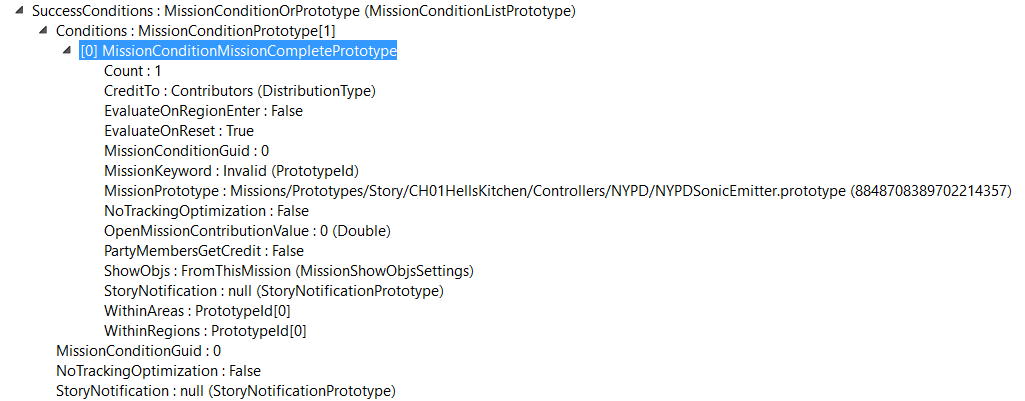 SuccessConditions : MissionConditionOrPrototype (MissionConditionListPrototype)
Conditions : MissionConditionPrototype[1]
[0] MissionConditionMissionCompletePrototype
Count : 1
CreditTo : Contributors (DistributionType)
EvaluateOnRegionEnter : False
EvaluateOnReset : True
MissionConditionGuid : 0
MissionKeyword : Invalid (PrototypeId)
MissionPrototype : Missions/Prototypes/Story/CH01HellsKitchen/Controllers/NYPD/NYPDSonicEmitter.prototype (8848708389702214357)
NoTrackingOptimization : False
OpenMissionContributionValue : 0 (Double)
PartyMembersGetCredit : False
ShowObjs : FromThisMission (MissionShowObjsSettings)
StoryNotification : null (StoryNotificationPrototype)
WithinAreas : PrototypeId[0]
WithinRegions : PrototypeId[0]
MissionConditionGuid : 0
NoTrackingOptimization : False
StoryNotification : null (StoryNotificationPrototype)